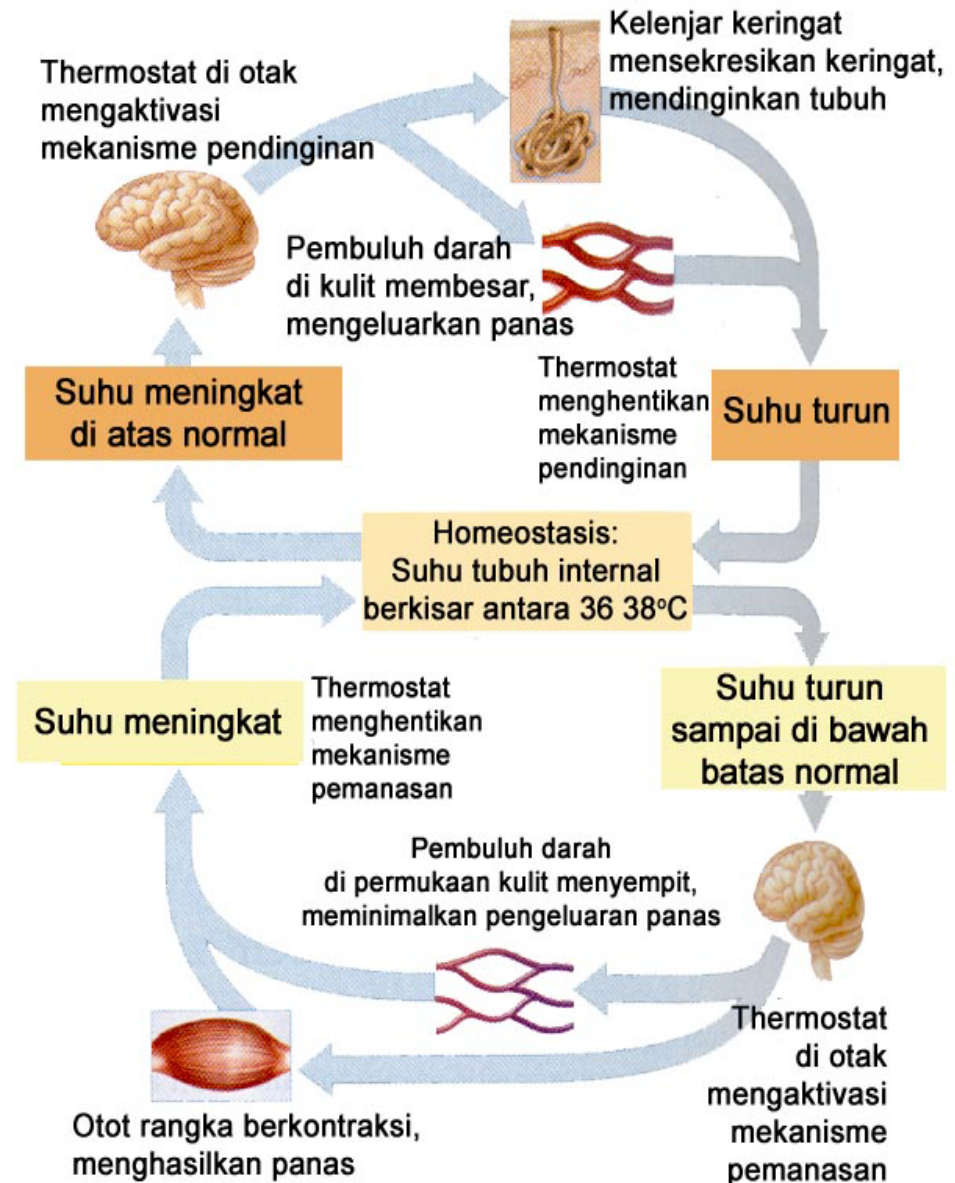 Kelenjar keringat
mensekresikan keringat,
mendinginkan tubuh
Thermostat di otak
mengaktivasi
mekanisme pendinginan
Pembuluh darah
di kulit membesar,
mengeluarkan panas
Suhu meningkat
di atas normal
Thermostat
menghentikan
mekanisme
pendinginan
Suhu turun
Homeostasis:
Suhu tubuh internal
berkisar antara 36 38°C
Suhu meningkat
Thermostat
menghentikan
mekanisme
pemanasan
Suhu turun
sampai di bawah
batas normal
Pembuluh darah
di permukaan kulit menyempit,
meminimalkan pengeluaran panas
Thermostat
di otak
mengaktivasi
mekanisme
pemanasan
Otot rangka berkontraksi,
menghasilkan panas